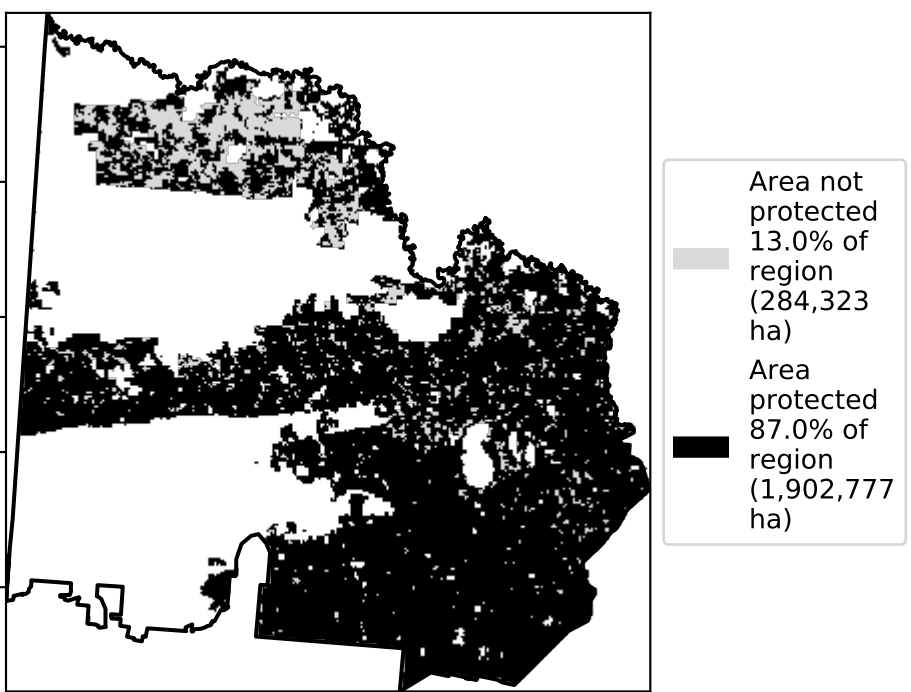 Area not
protected
13.0% of
region
(284,323
ha)
Area
protected
87.0% of
region
(1,902,777
ha)